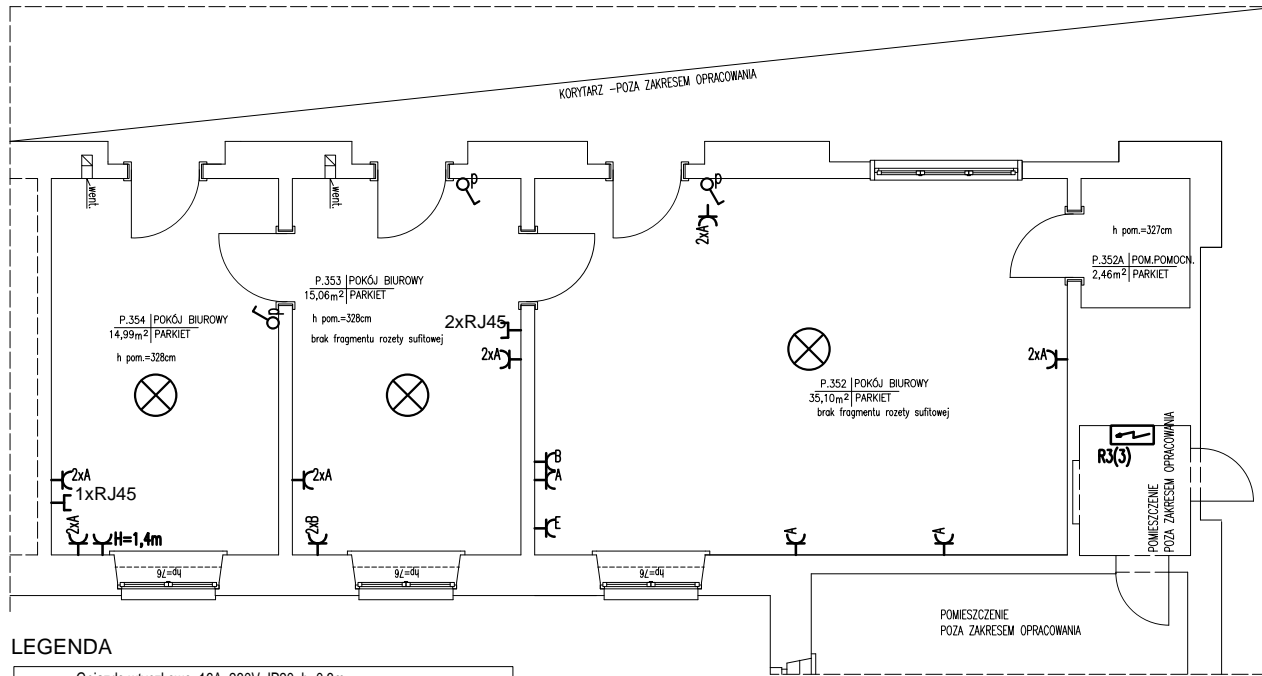 KORYTARZ -POZA ZAKRESEM OPRACOWANIA
went.
went.
p
p
2xA
h pom.=327cm
P.352A POM.POMOCN.
2,46m² PARKIET
P.353 POKÓJ BIUROWY
15,06m² PARKIET
h pom.=328cm
brak fragmentu rozety sufitowej
P.354 POKÓJ BIUROWY
14,99m² PARKIET
h pom.=328cm
p
2xRJ45
2xA
2xA
P.352 POKÓJ BIUROWY
35,10m² PARKIET
brak fragmentu rozety sufitowej
R3(3)
POMIESZCZENIE
POZA ZAKRESEM OPRACOWANIA
B
A
E
2xA
1xRJ45
2xA
2xA
H=1,4m
2xB
A
A
hp=76
hp=76
hp=76
POMIESZCZENIE
POZA ZAKRESEM OPRACOWANIA
LEGENDA